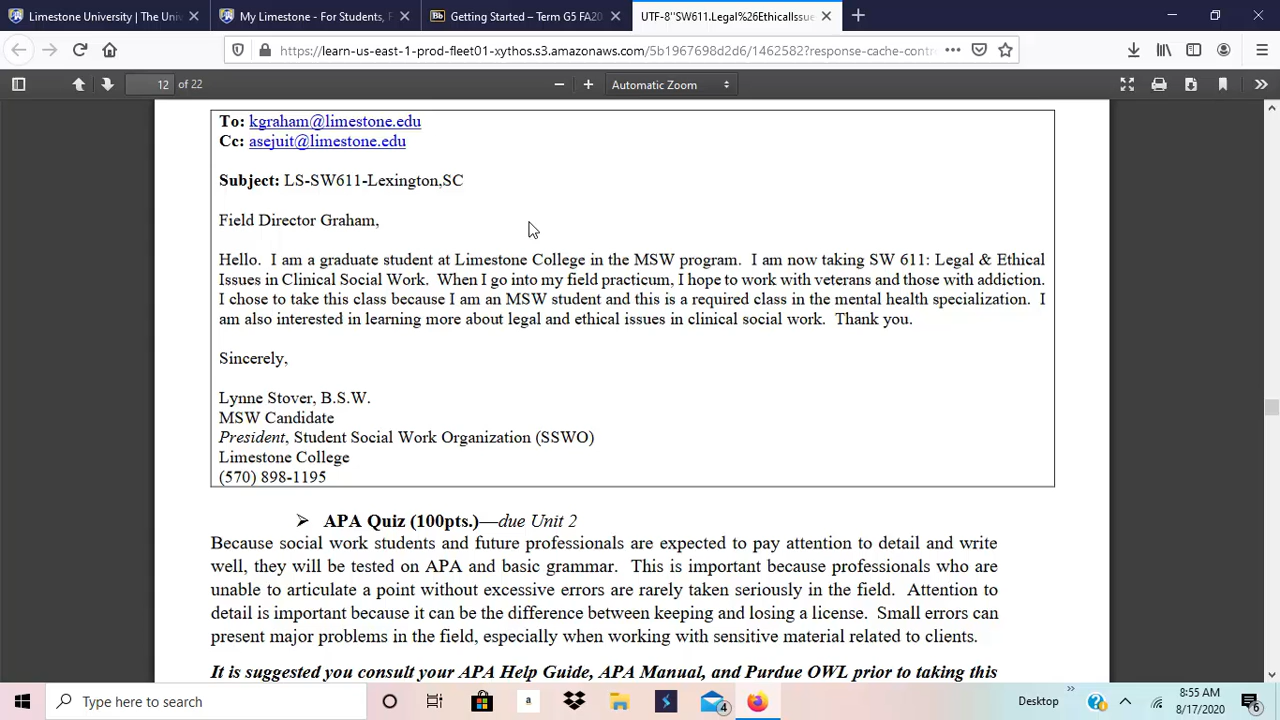 Limestone University | The Uni
My Limestone - For Students, F
Getting Started – Term G5 FA20
UTF-8''SW611.Legal%26EthicalIssue
https://learn-us-east-1-prod-fleet01-xythos.s3.amazonaws.com/5b1967698c2d6/1462582?response-cache-contr
12 of 22
Automatic Zoom
To: kgraham@limestone.edu
Cc: asejuit@limestone.edu
Subject: LS-SW611-Lexington,SC
Field Director Graham,
Hello. I am a graduate student at Limestone College in the MSW program. I am now taking SW 611: Legal & Ethical
Issues in Clinical Social Work. When I go into my field practicum, I hope to work with veterans and those with addiction.
I chose to take this class because I am an MSW student and this is a required class in the mental health specialization. I
am also interested in learning more about legal and ethical issues in clinical social work. Thank you.
Sincerely,
Lynne Stover, B.S.W.
MSW Candidate
President, Student Social Work Organization (SSWO)
Limestone College
(570) 898-1195
➢ APA Quiz (100pts.)—due Unit 2
Because social work students and future professionals are expected to pay attention to detail and write
well, they will be tested on APA and basic grammar. This is important because professionals who are
unable to articulate a point without excessive errors are rarely taken seriously in the field. Attention to
detail is important because it can be the difference between keeping and losing a license. Small errors can
present major problems in the field, especially when working with sensitive material related to clients.
It is suggested you consult your APA Help Guide, APA Manual, and Purdue OWL prior to taking this
Type here to search
a
4
Desktop
8:55 AM
8/17/2020
6